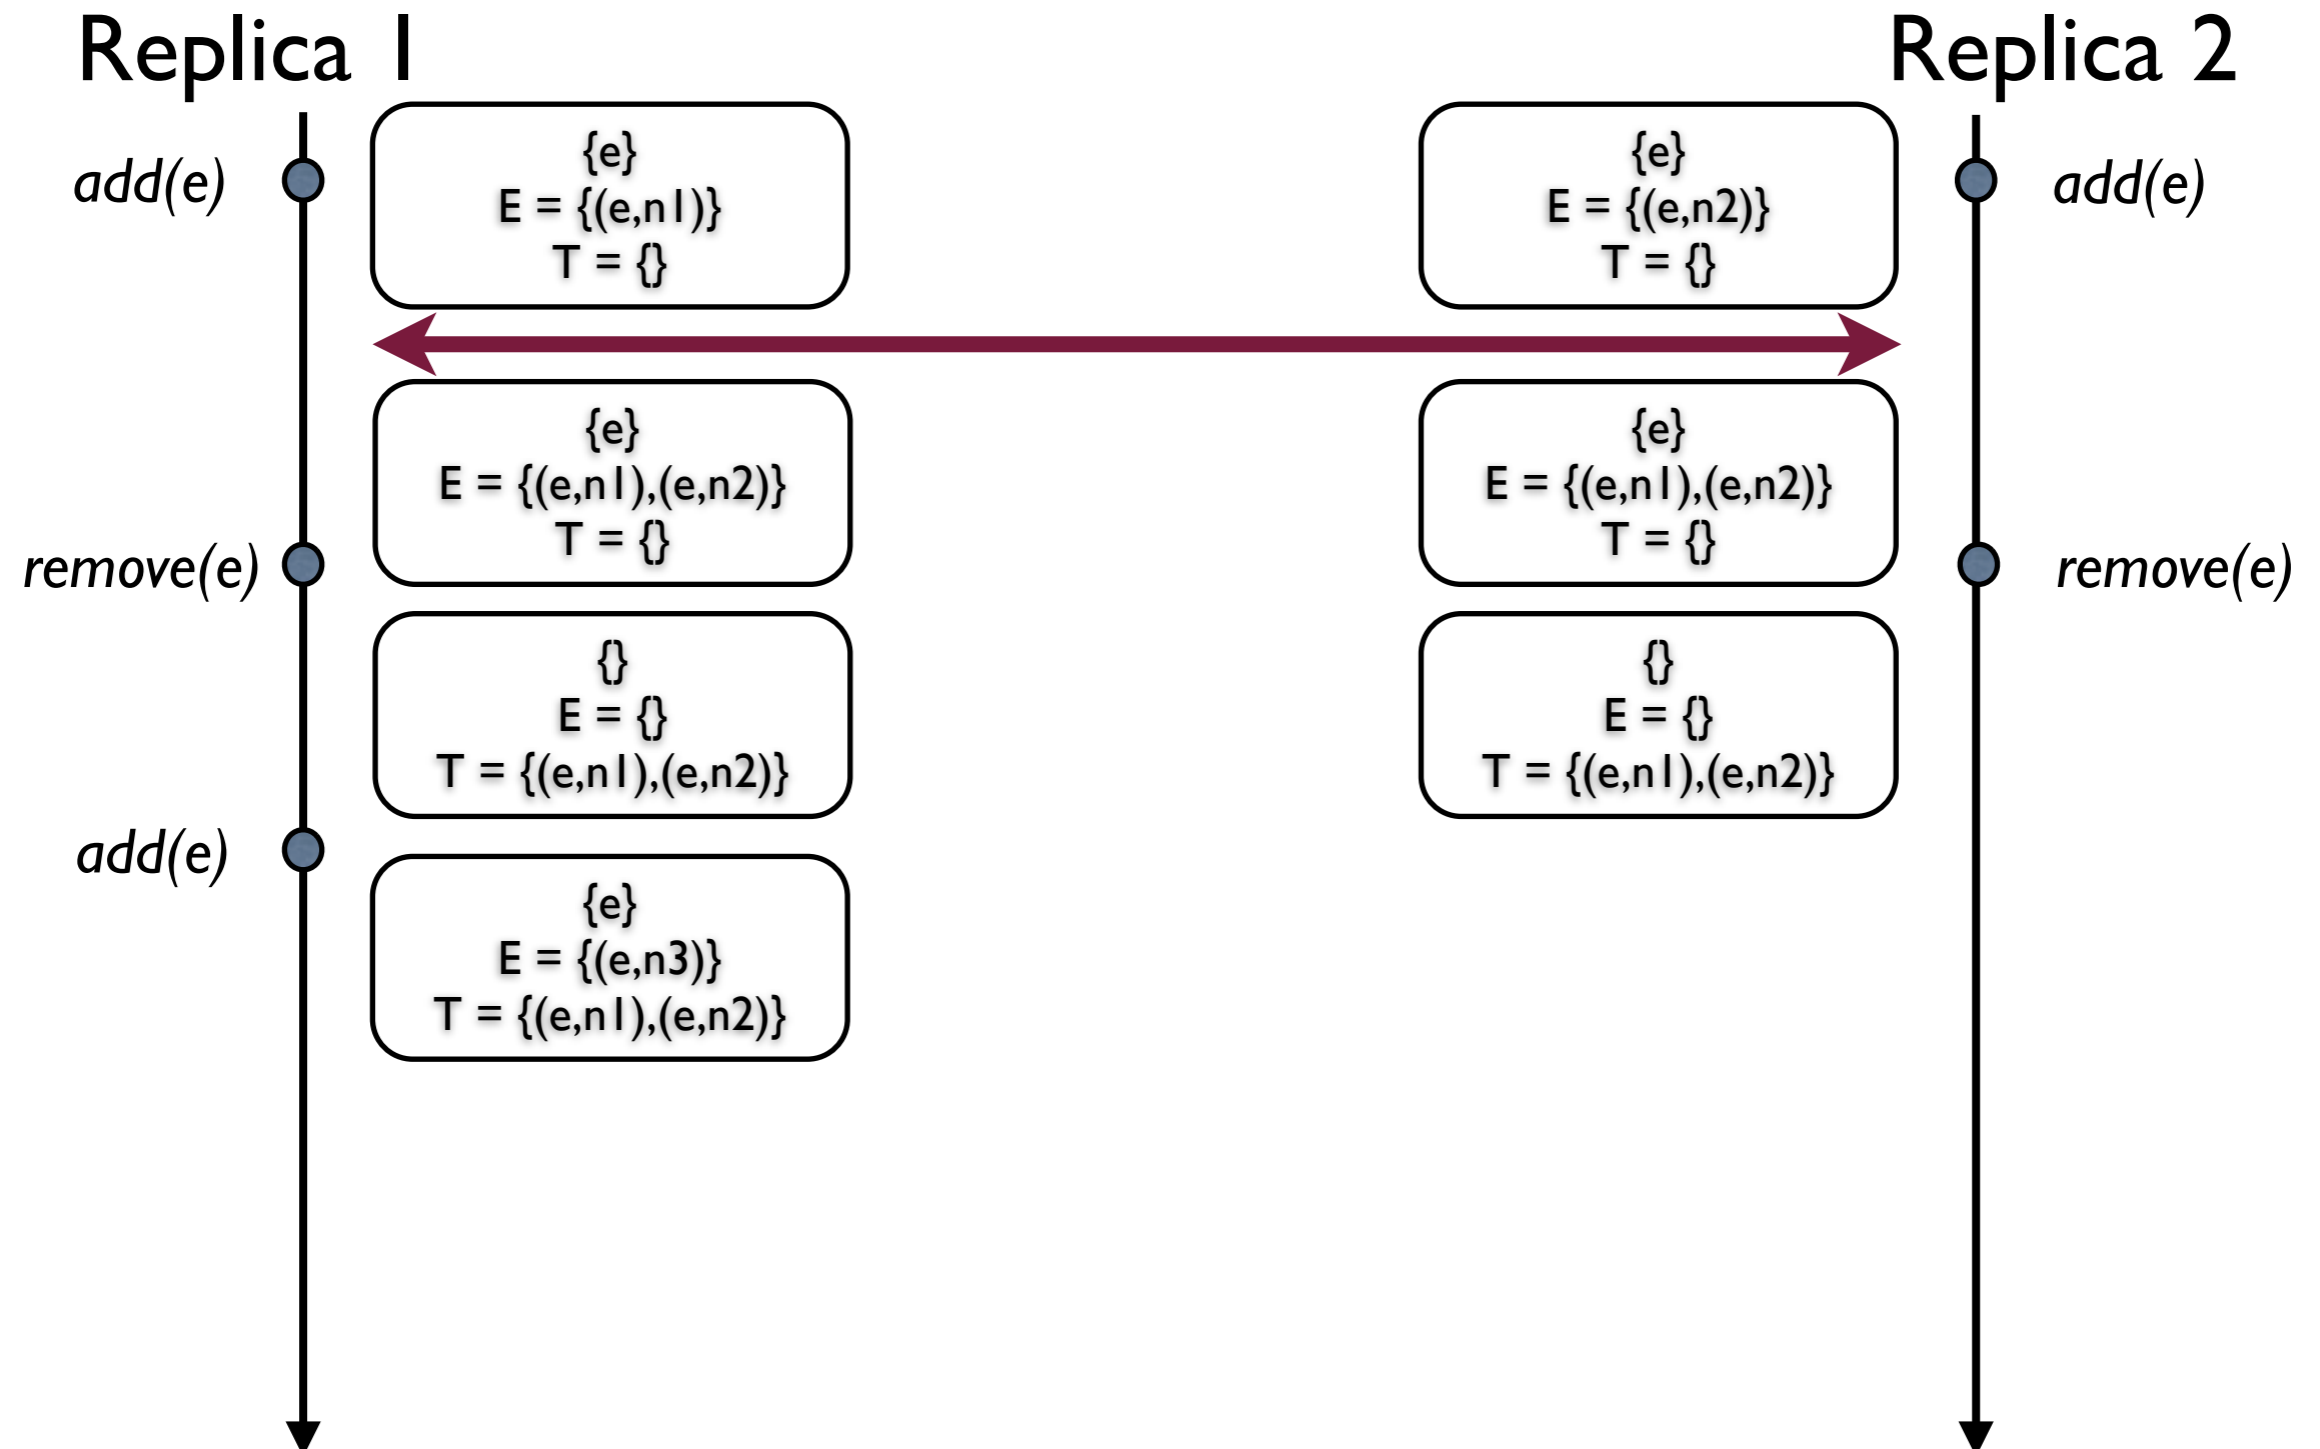 Replica 1
Replica 2
add(e)
{e}
E = {(e,n1)}
T = {}
{e}
E = {(e,n2)}
T = {}
add(e)
{e}
E = {(e,n1),(e,n2)}
T = {}
{e}
E = {(e,n1),(e,n2)}
T = {}
remove(e)
remove(e)
{}
E = {}
T = {(e,n1),(e,n2)}
{}
E = {}
T = {(e,n1),(e,n2)}
add(e)
{e}
E = {(e,n3)}
T = {(e,n1),(e,n2)}